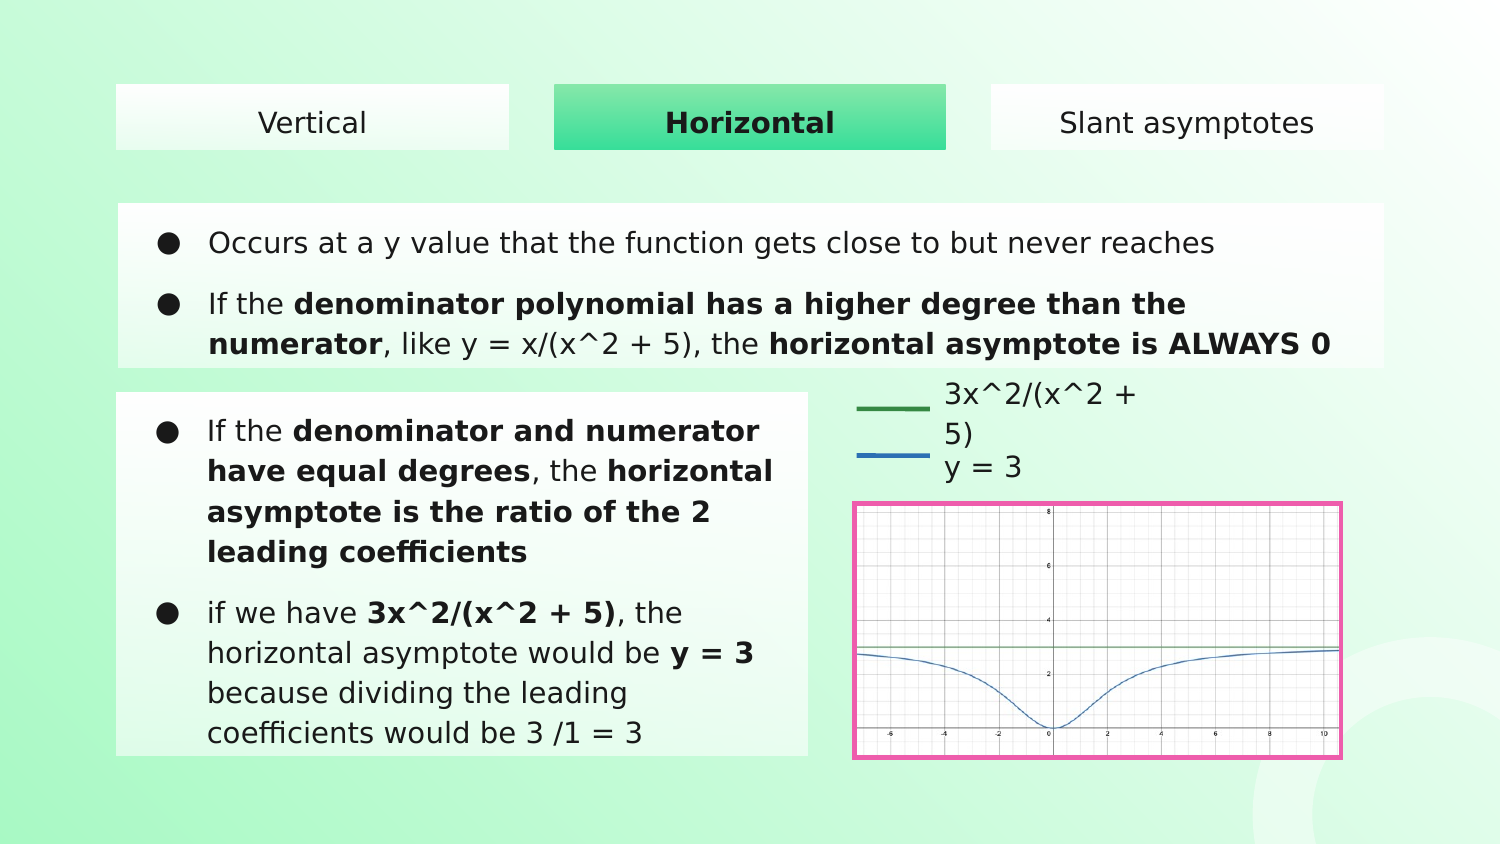 Vertical
Horizontal
Slant asymptotes
● Occurs at a y value that the function gets close to but never reaches
● If the denominator polynomial has a higher degree than the
numerator, like y = x/(x^2 + 5), the horizontal asymptote is ALWAYS 0
● If the denominator and numerator
have equal degrees, the horizontal
asymptote is the ratio of the 2
leading coefficients
● if we have 3x^2/(x^2 + 5), the
horizontal asymptote would be y = 3
because dividing the leading
coefficients would be 3 /1 = 3
3x^2/(x^2 +
5)
y = 3
8
6
4
2
-6 -4 -2 0 2 4 6 8 10